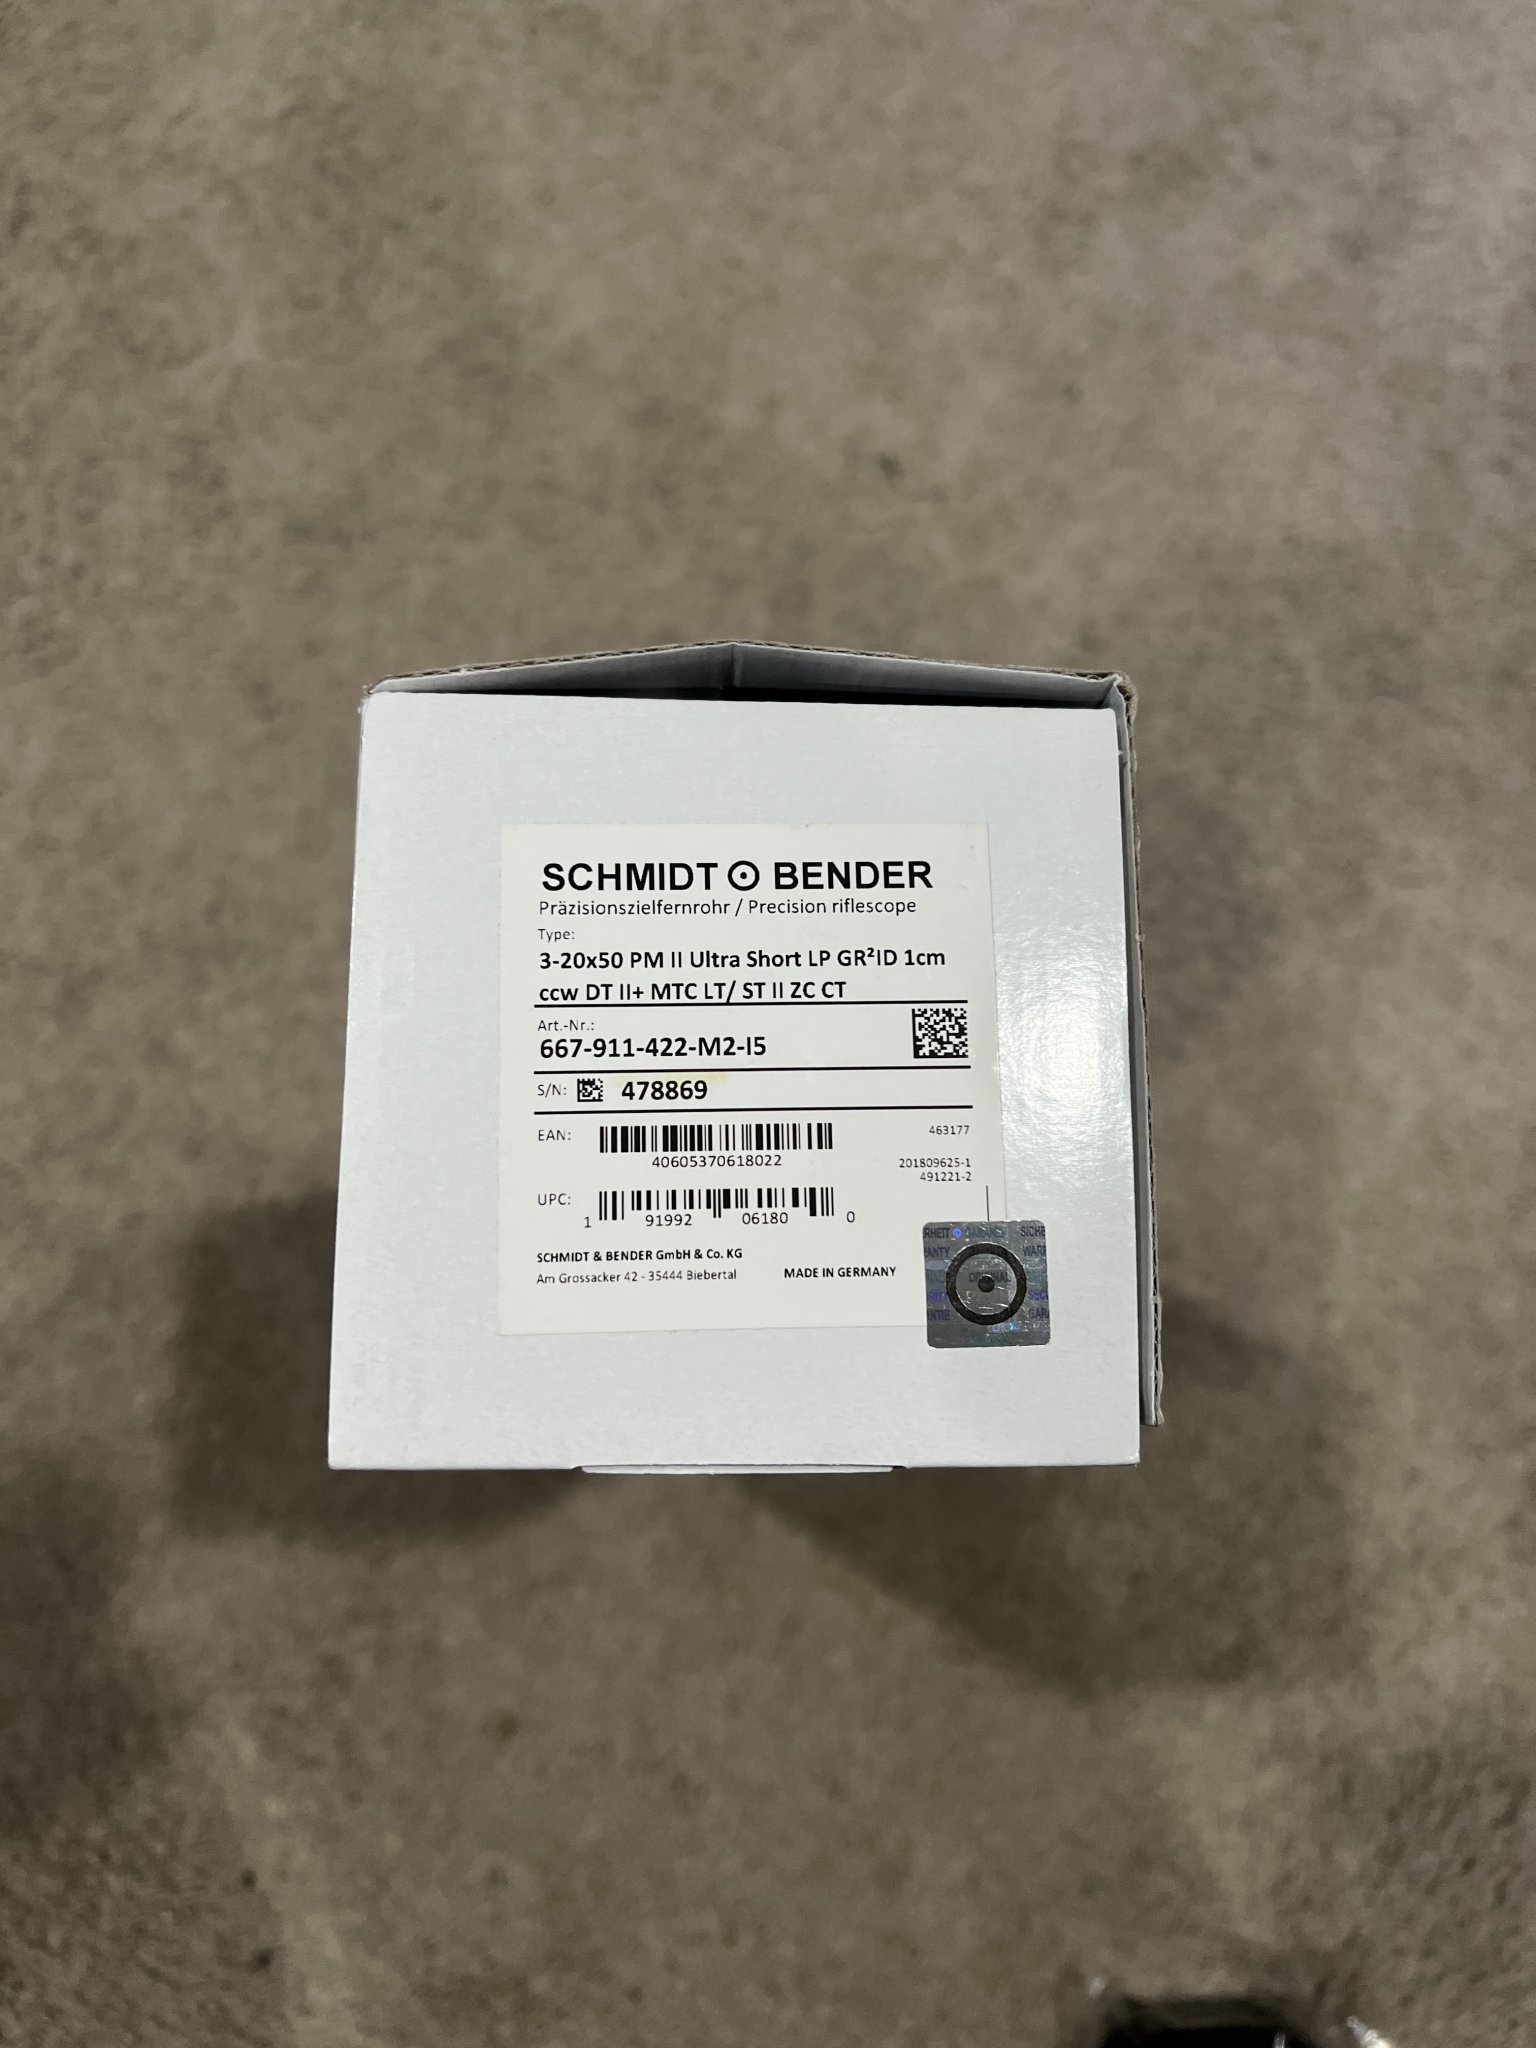 SCHMIDT BENDER
Präzisionszielfernrohr / Precision riflescope
Type:
3-20x50 PM II Ultra Short LP GR²ID 1cm
ccw DT II+ MTC LT/ ST II ZC CT
Art.-Nr.:
667-911-422-M2-I5
S/N: 478869
EAN: 463177
40605370618022
201809625-1
491221-2
UPC:
1 91992 06180 0
SCHMIDT & BENDER GmbH & Co. KG
Am Grossacker 42 - 35444 Biebertal
MADE IN GERMANY